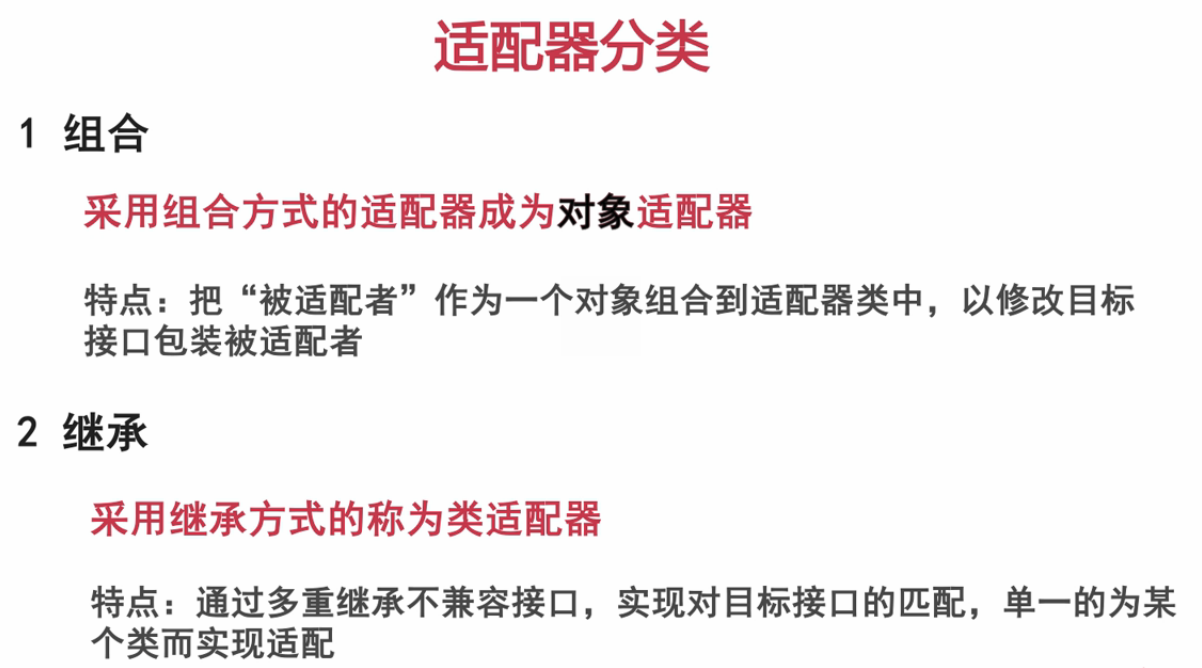 适配器分类
1 组合
采用组合方式的适配器成为对象适配器
特点：把“被适配者”作为一个对象组合到适配器类中，以修改目标
接口包装被适配者
2 继承
采用继承方式的称为类适配器
特点：通过多重继承不兼容接口，实现对目标接口的匹配，单一的为某
个类而实现适配